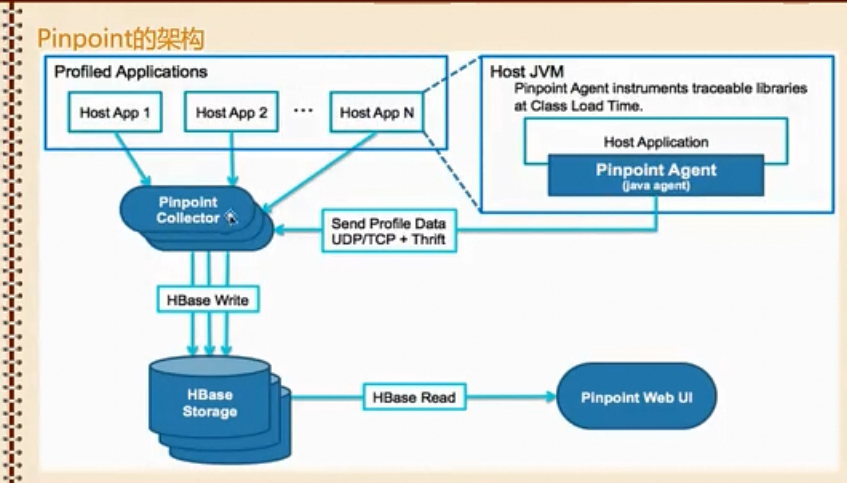 Pinpoint的架构
Profiled Applications
Host App 1
Host App 2
...
Host App N
Host JVM
Pinpoint Agent instruments traceable libraries
at Class Load Time.
Host Application
Pinpoint Agent
(java agent)
Pinpoint
Collector
Send Profile Data
UDP/TCP + Thrift
HBase Write
HBase
Storage
HBase Read
Pinpoint Web UI